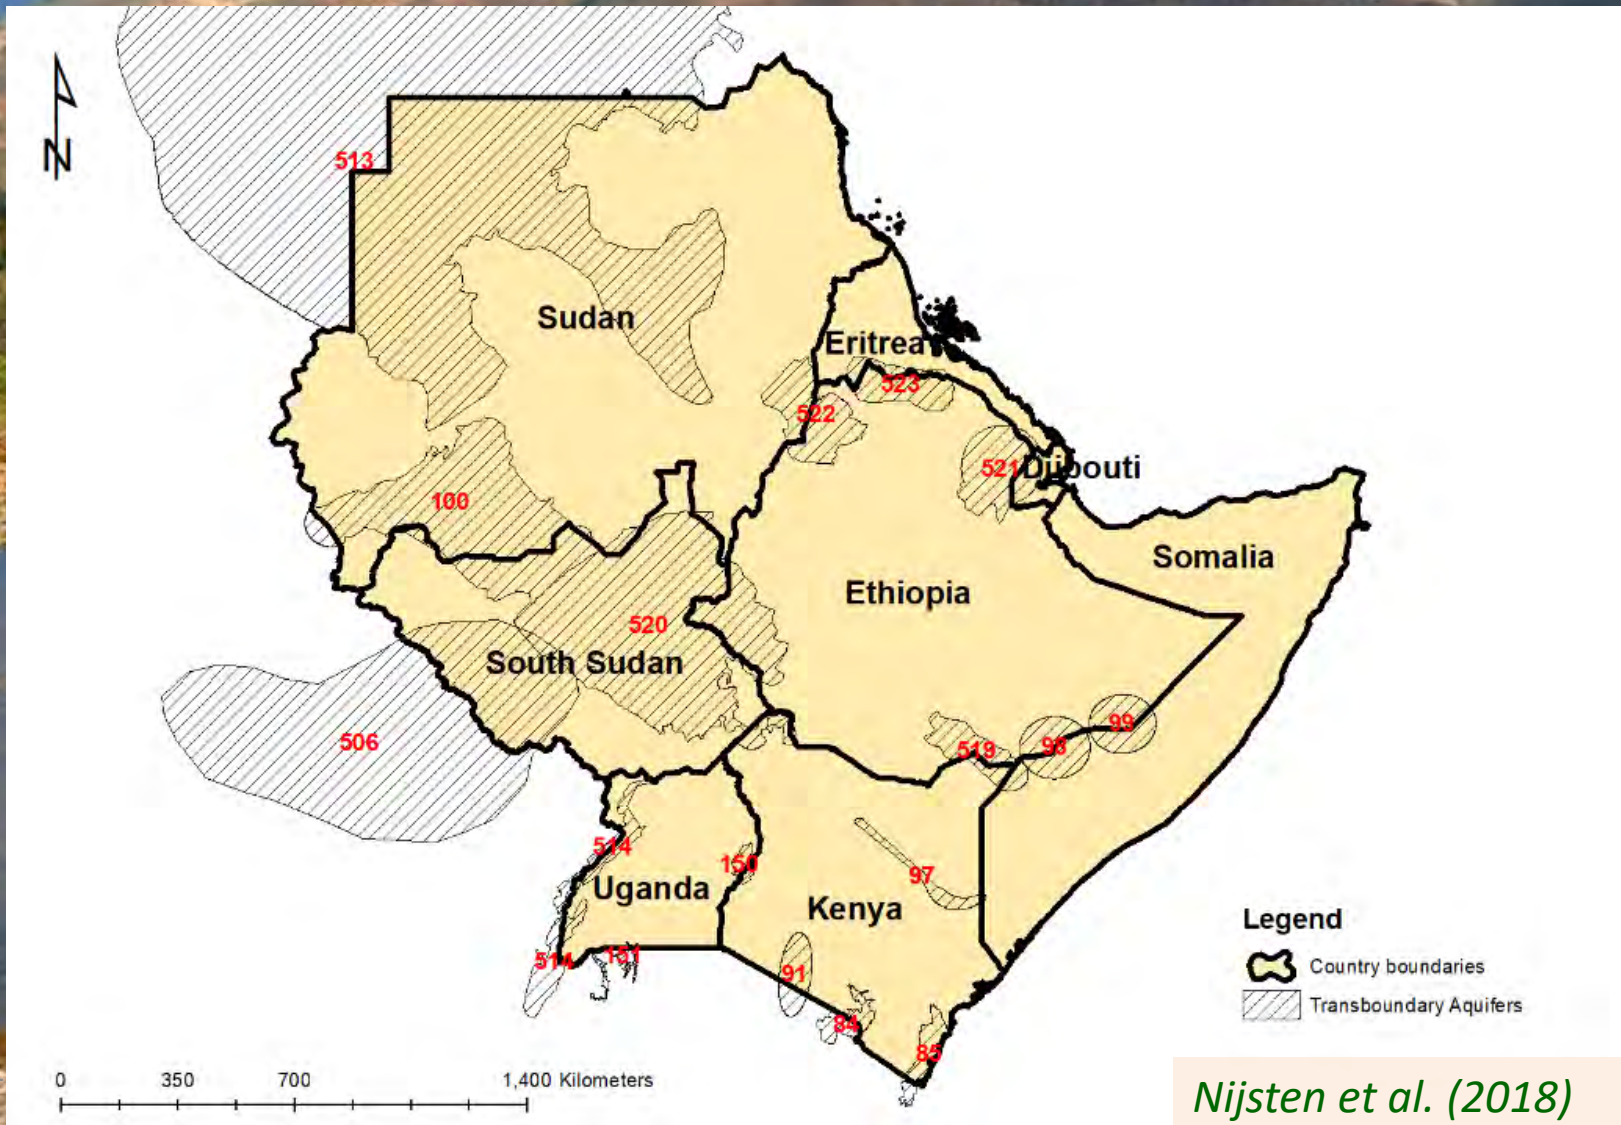 N
513
Sudan
Eritrea
523
522
521
Djibouti
100
Somalia
Ethiopia
520
South Sudan
506
99
98
519
514
150
97
Uganda
Kenya
514
151
91
84
85
Legend
Country boundaries
Transboundary Aquifers
0 350 700 1,400 Kilometers
Nijsten et al. (2018)